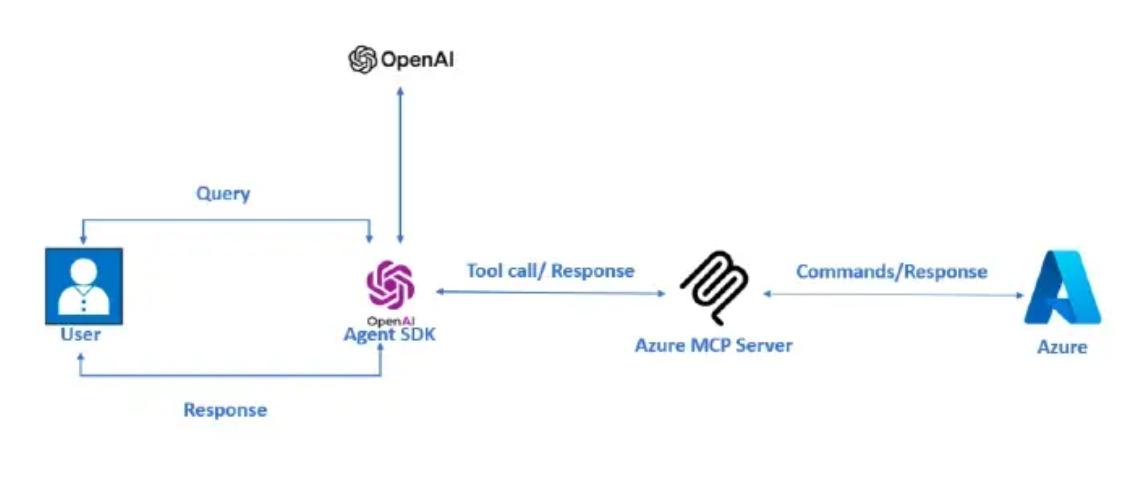 OpenAI
Query
Tool call/ Response
Commands/Response
OpenAI
User
Agent SDK
Azure MCP Server
Azure
Response